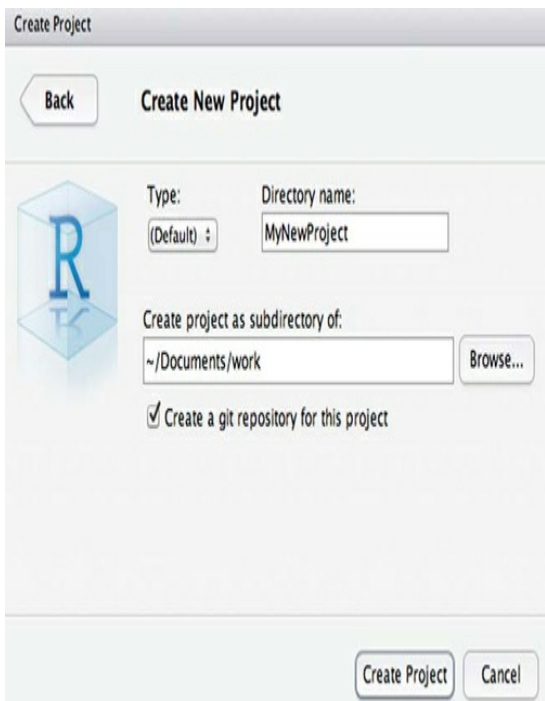 Create Project
Back
Create New Project
R
Type:
Directory name:
(Default)
MyNewProject
Create project as subdirectory of:
~/Documents/work
Browse...
Create a git repository for this project
Create Project
Cancel